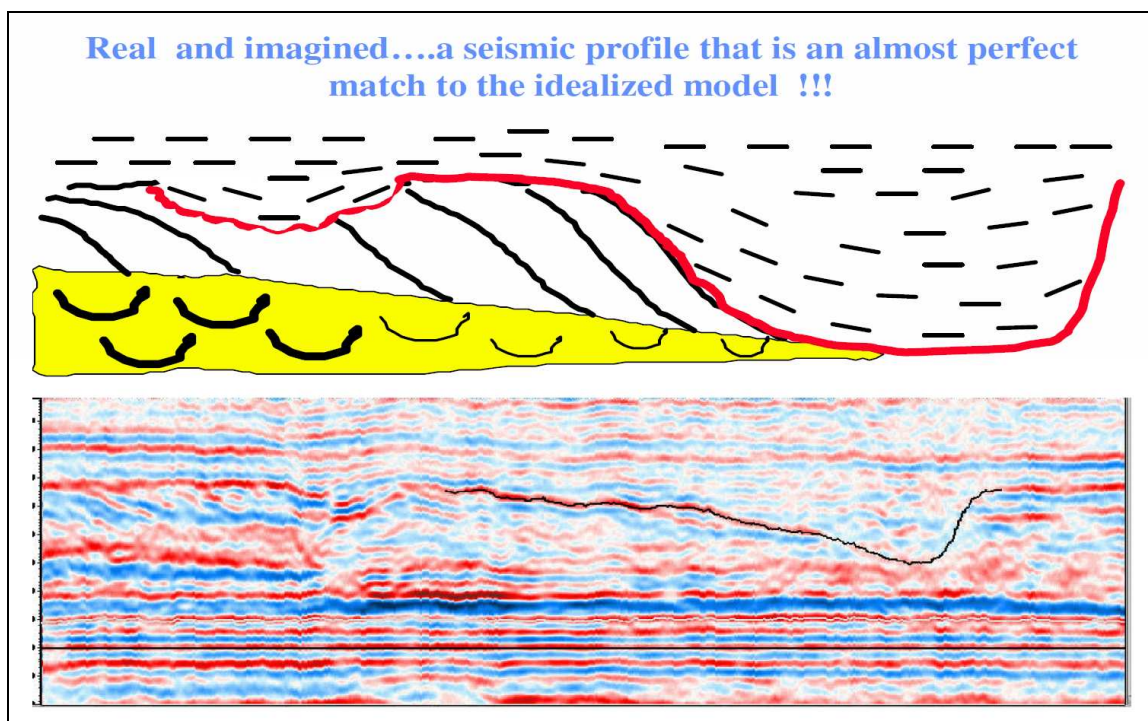 Real and imagined....a seismic profile that is an almost perfect
match to the idealized model !!!